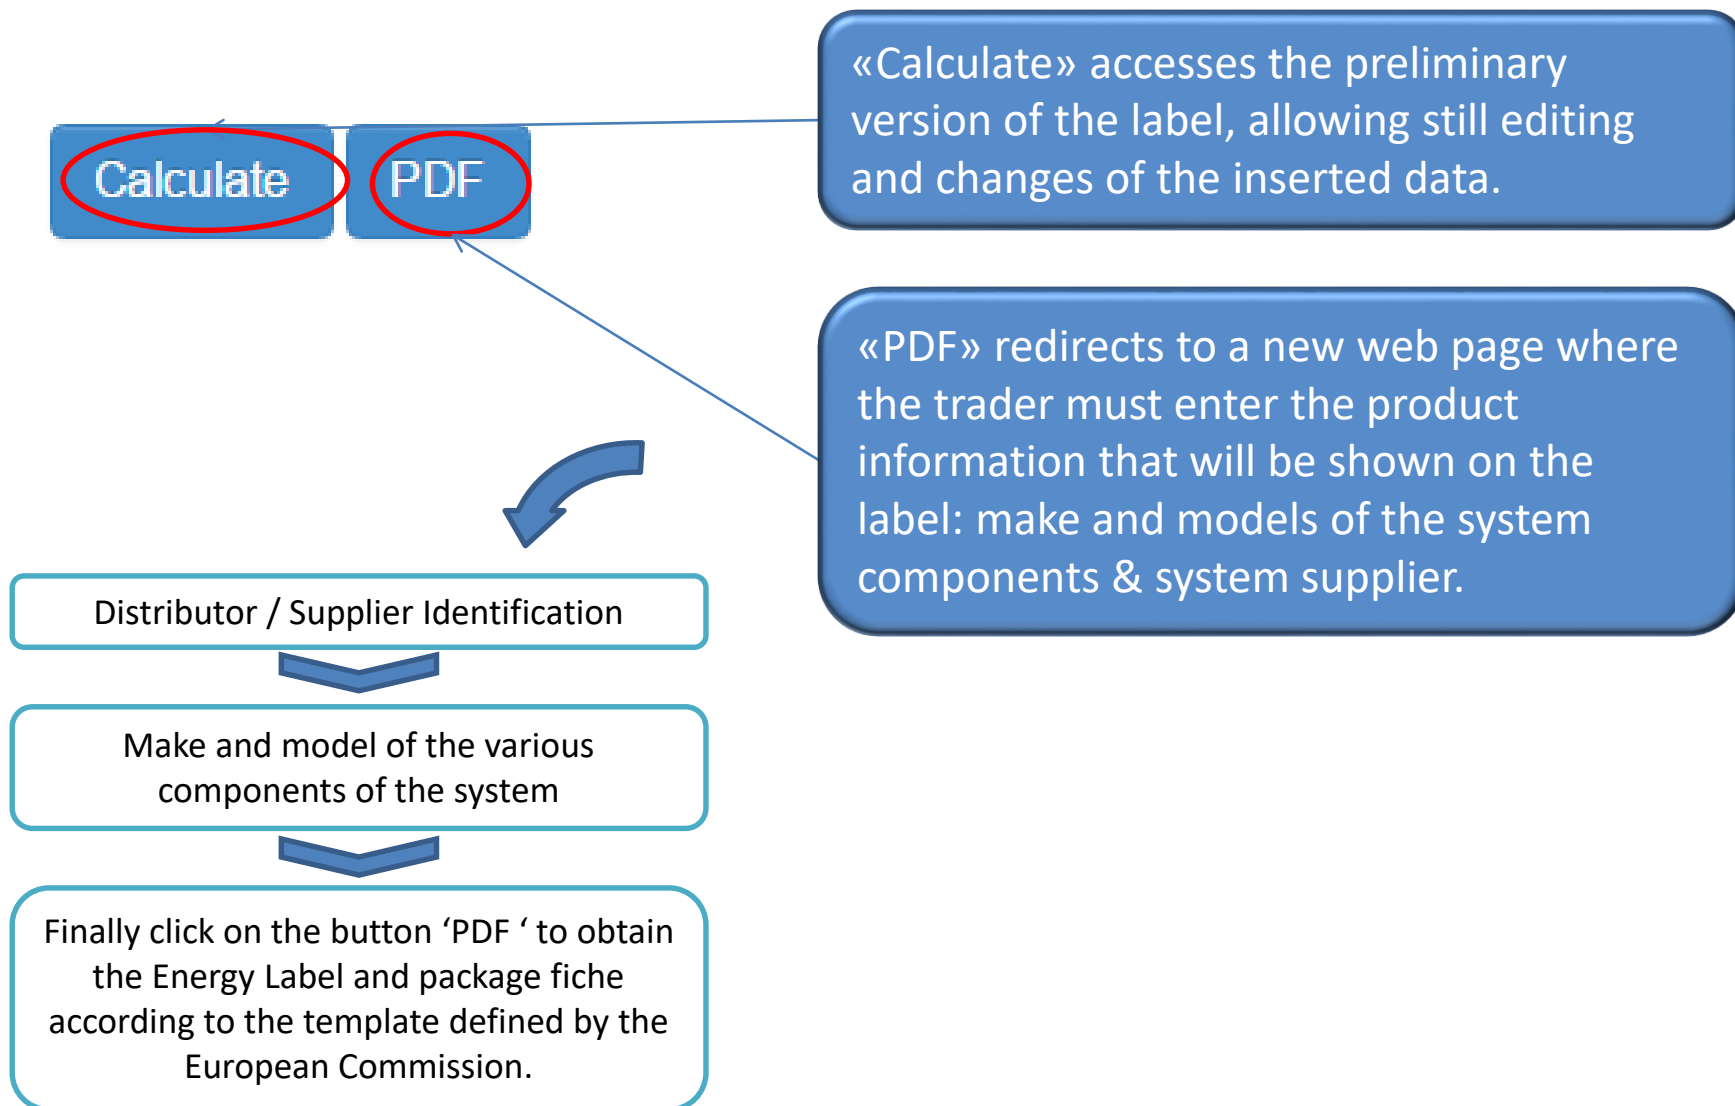 Calculate PDF
«Calculate» accesses the preliminary
version of the label, allowing still editing
and changes of the inserted data.
«PDF» redirects to a new web page where
the trader must enter the product
information that will be shown on the
label: make and models of the system
components & system supplier.
Distributor / Supplier Identification
Make and model of the various
components of the system
Finally click on the button ‘PDF ‘ to obtain
the Energy Label and package fiche
according to the template defined by the
European Commission.